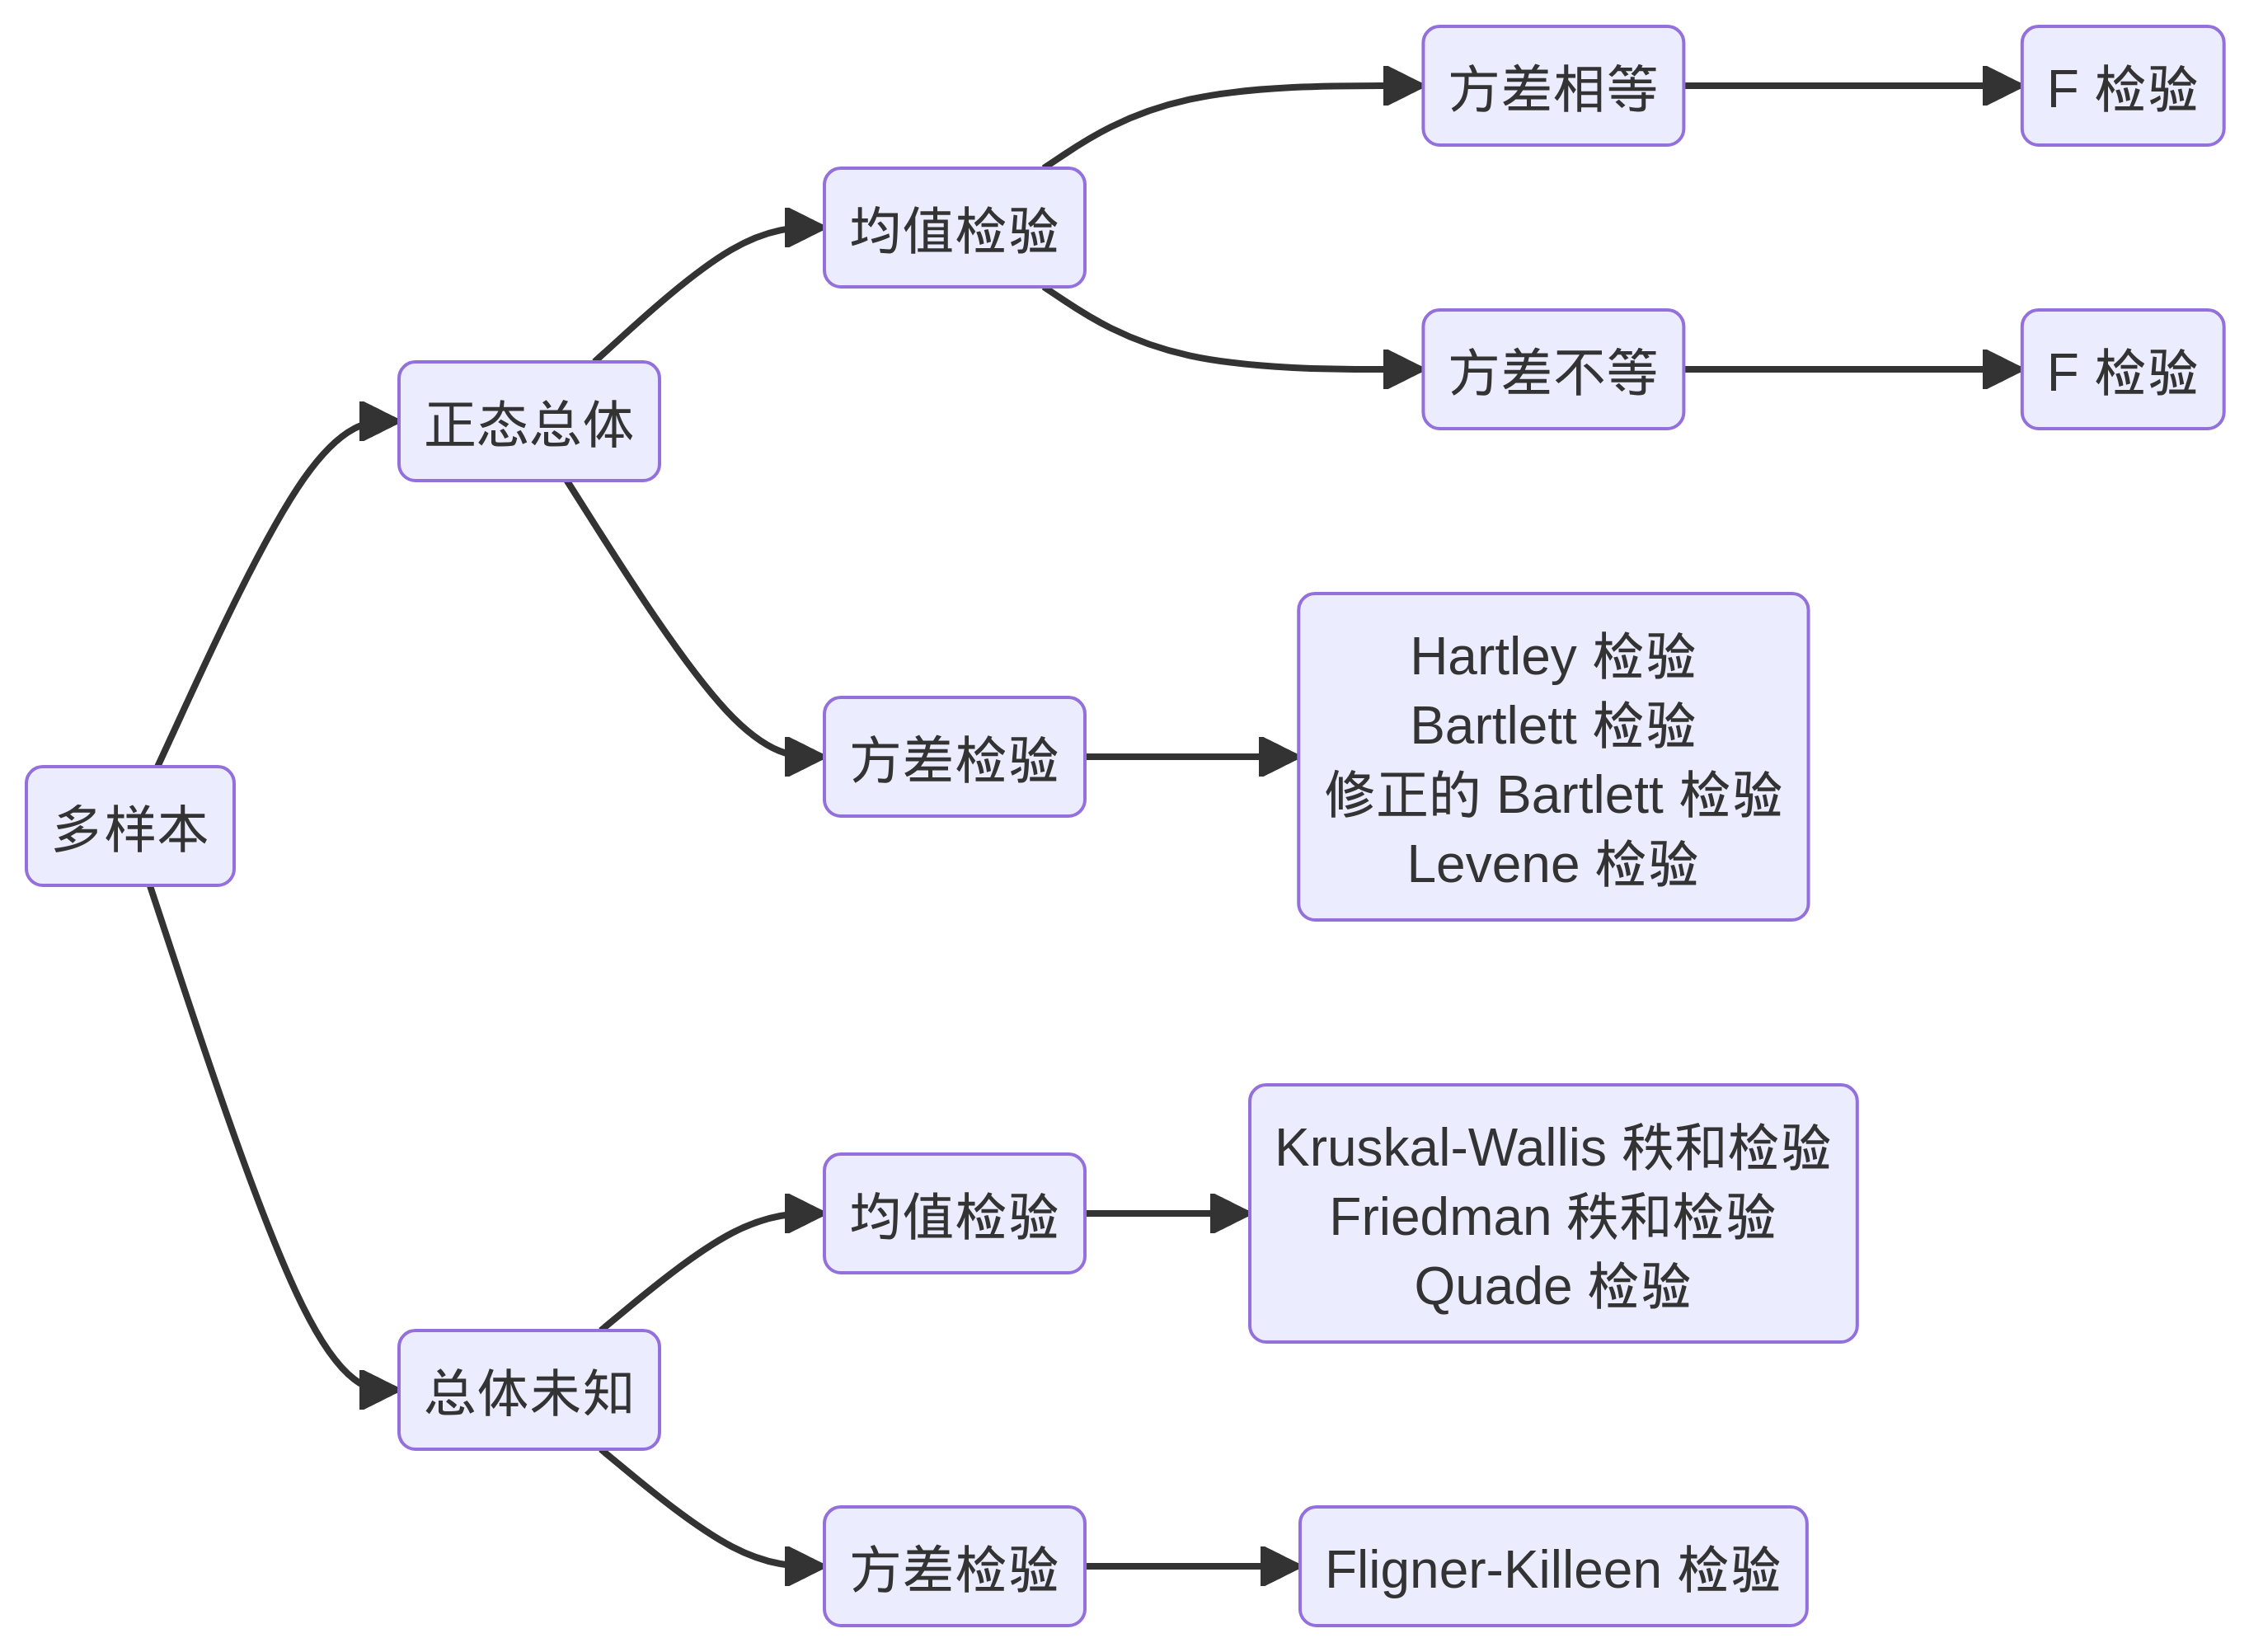 多样本
正态总体
均值检验
方差相等
F 检验
方差不等
F 检验
方差检验
Hartley 检验
Bartlett 检验
修正的 Bartlett 检验
Levene 检验
总体未知
均值检验
Kruskal-Wallis 秩和检验
Friedman 秩和检验
Quade 检验
方差检验
Fligner-Killeen 检验